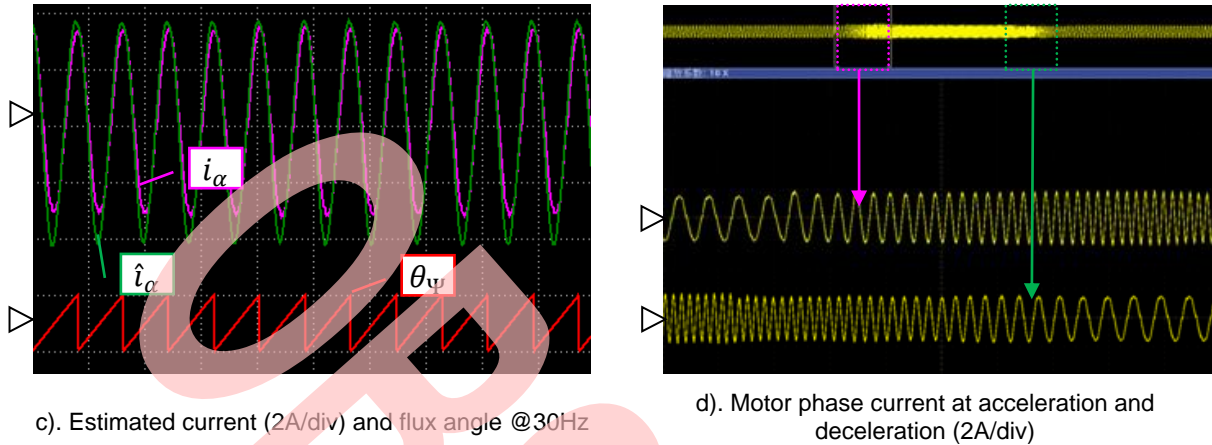 i_α
î_α
θ_Ψ
: 10 X
c). Estimated current (2A/div) and flux angle @30Hz
d). Motor phase current at acceleration and
deceleration (2A/div)